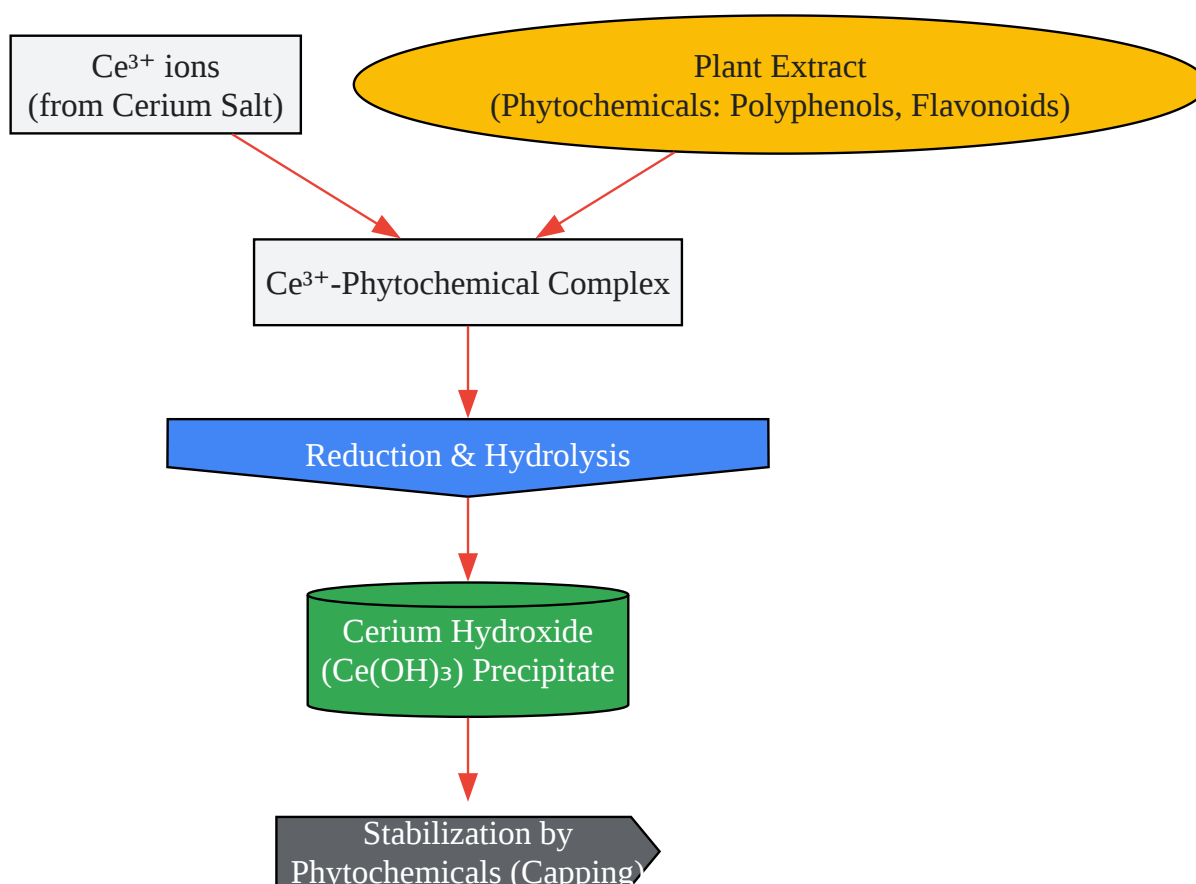 Ce³⁺ ions
(from Cerium Salt)
Plant Extract
(Phytochemicals: Polyphenols, Flavonoids)
Ce³⁺-Phytochemical Complex
Reduction & Hydrolysis
Cerium Hydroxide
(Ce(OH)₃) Precipitate
Stabilization by
Phytochemicals (Capping)